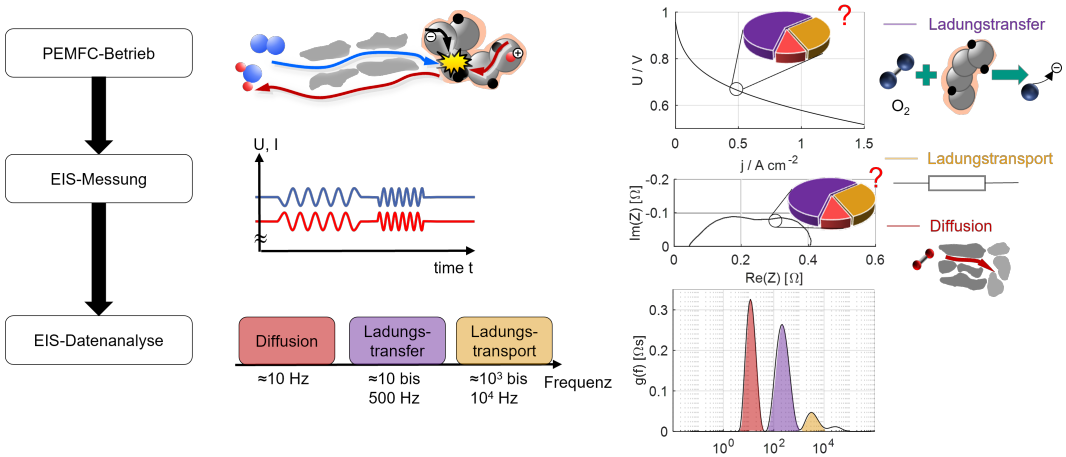 PEMFC-Betrieb
EIS-Messung
EIS-Datenanalyse
U, I
≈
time t
Diffusion
Ladungs-
transfer
Ladungs-
transport
≈10 Hz
≈10 bis
500 Hz
≈10³ bis
10⁴ Hz
Frequenz
1
0.8
0.6
U / V
0
0.5
1
1.5
j / A cm⁻²
?
-0.2
-0.1
0
Im(Z) [Ω]
0
0.2
0.4
0.6
Re(Z) [Ω]
?
0.3
0.2
0.1
0
g(f) [Ωs]
10⁰
10²
10⁴
Ladungstransfer
O₂
Ladungstransport
Diffusion